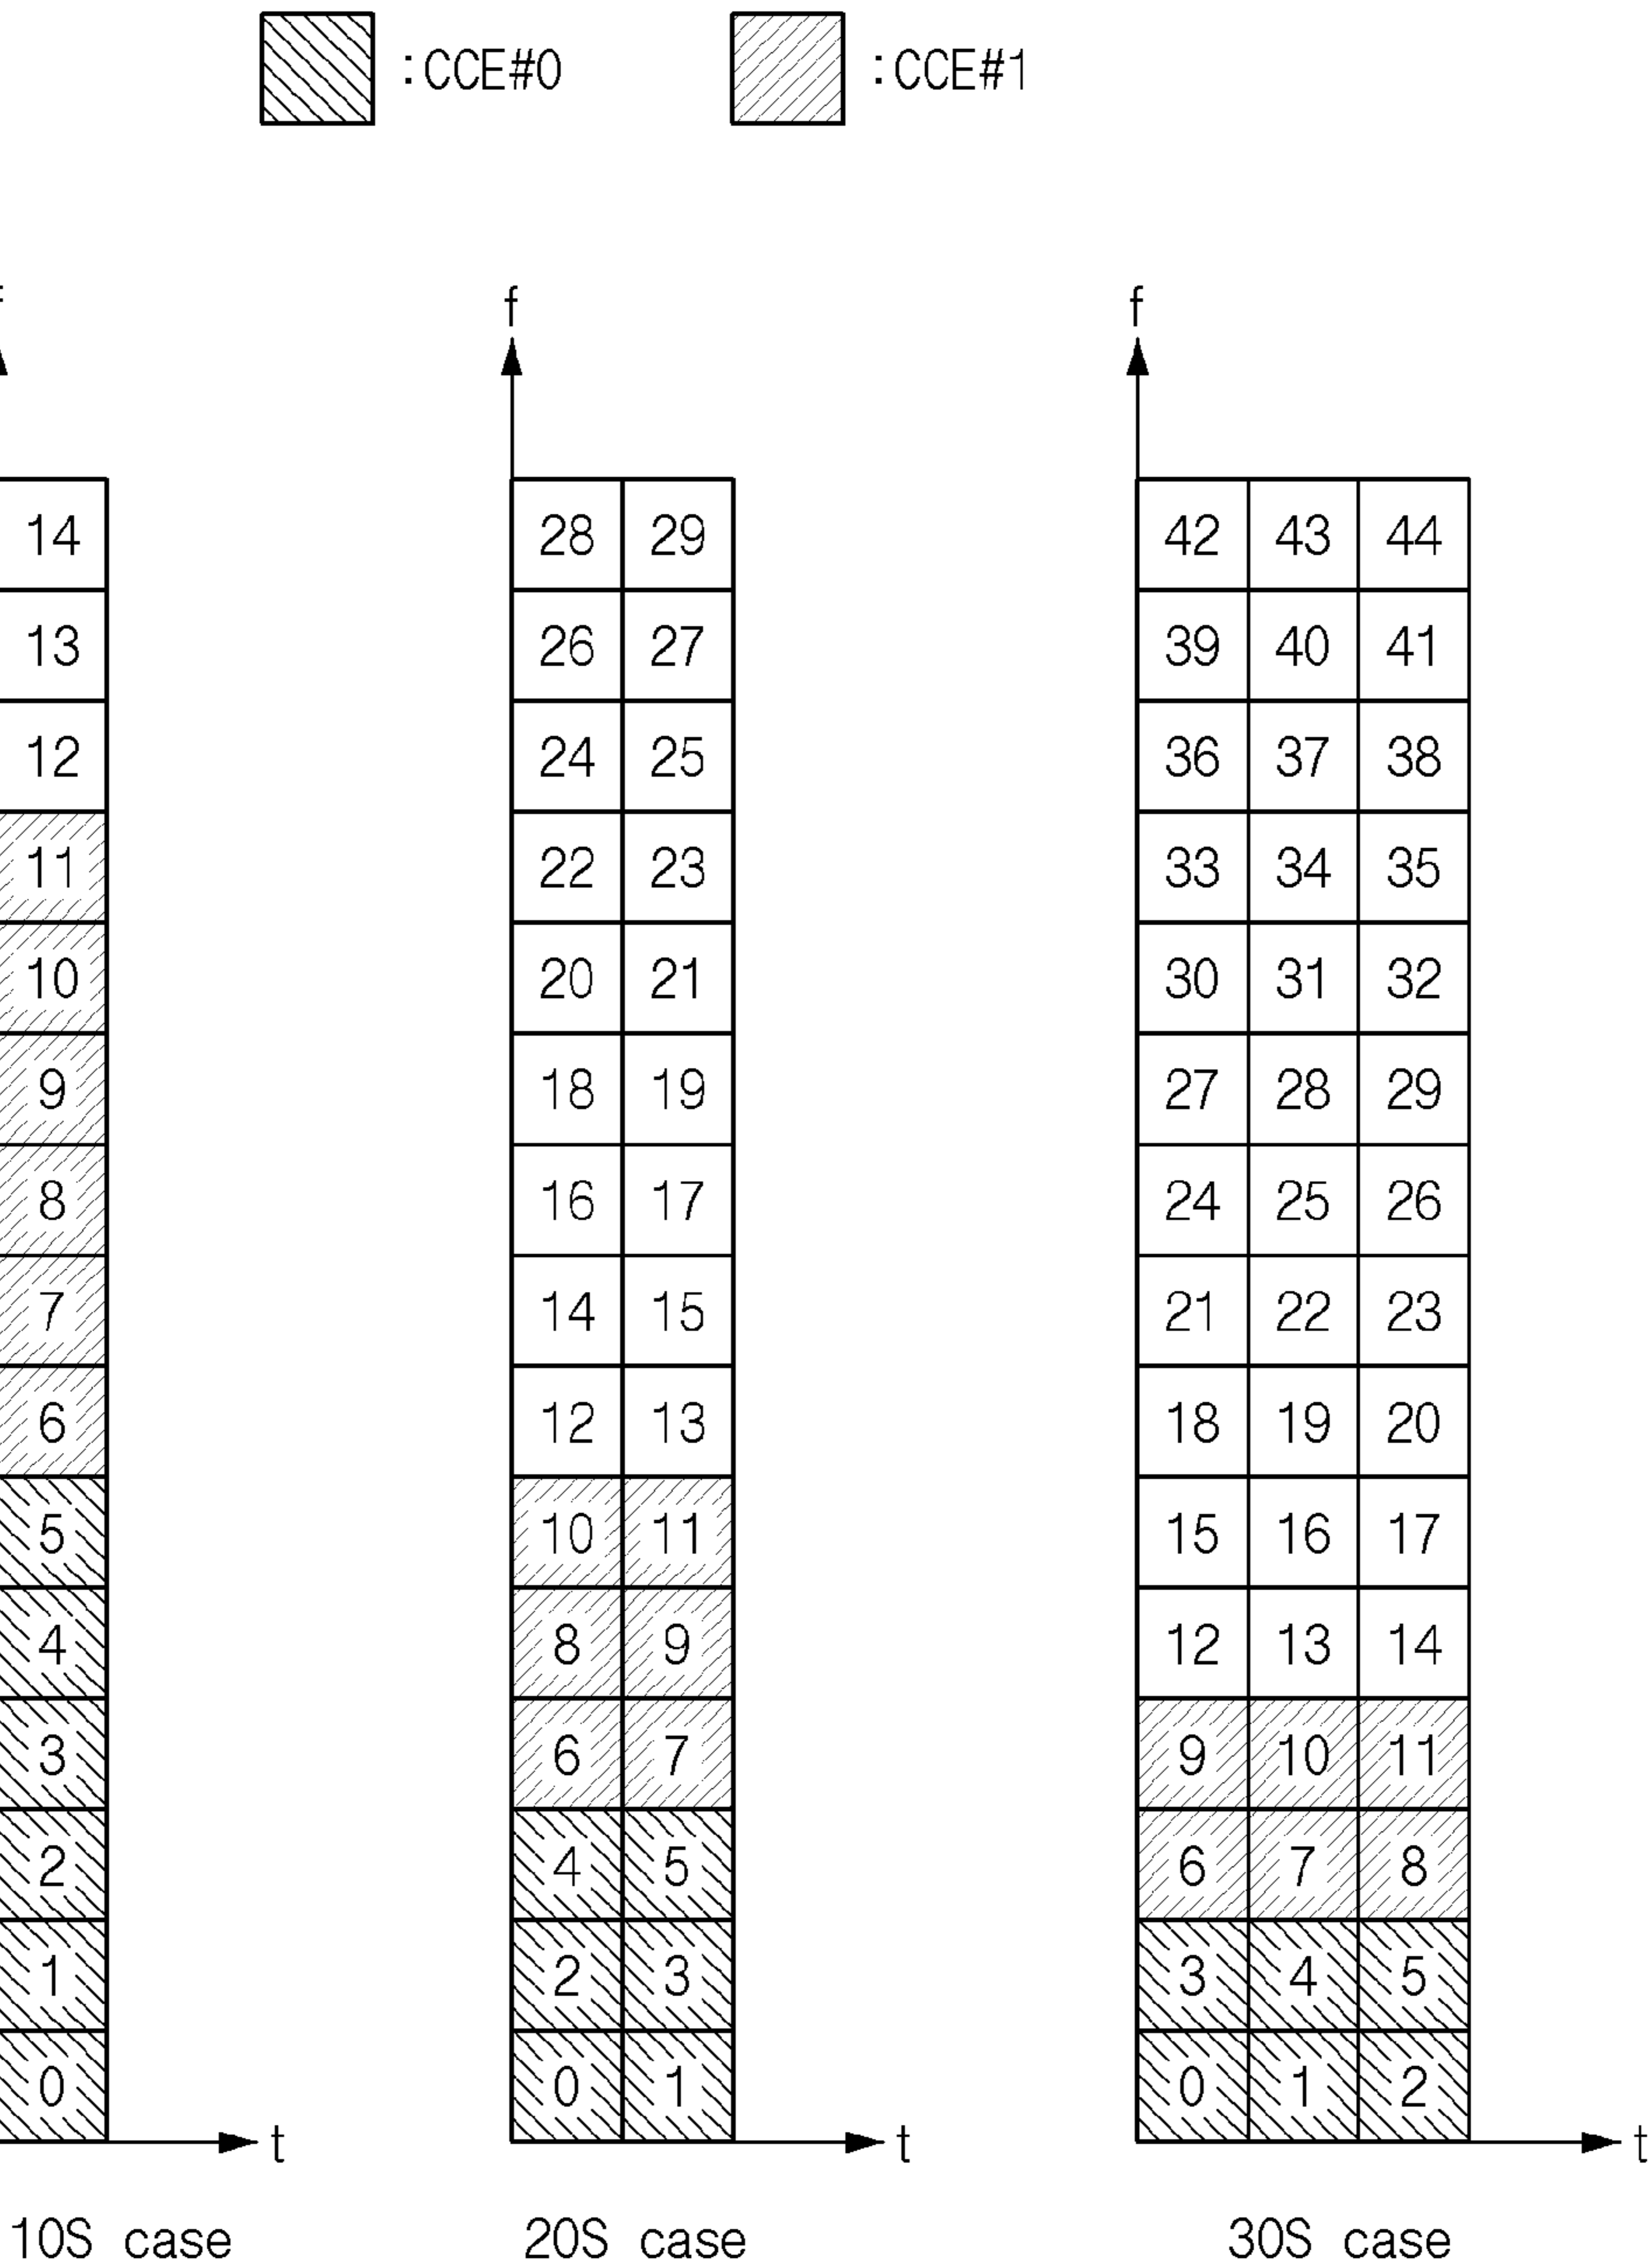 :CCE#0 :CCE#1
f f
14 28 29 42 43 44
13 26 27 39 40 41
12 24 25 36 37 38
11 22 23 33 34 35
10 20 21 30 31 32
9 18 19 27 28 29
8 16 17 24 25 26
7 14 15 21 22 23
6 12 13 18 19 20
5 10 11 15 16 17
4 8 9 12 13 14
3 6 7 9 10 11
2 4 5 6 7 8
1 2 3 3 4 5
0 0 1 0 1 2
t t t
10S case 20S case 30S case